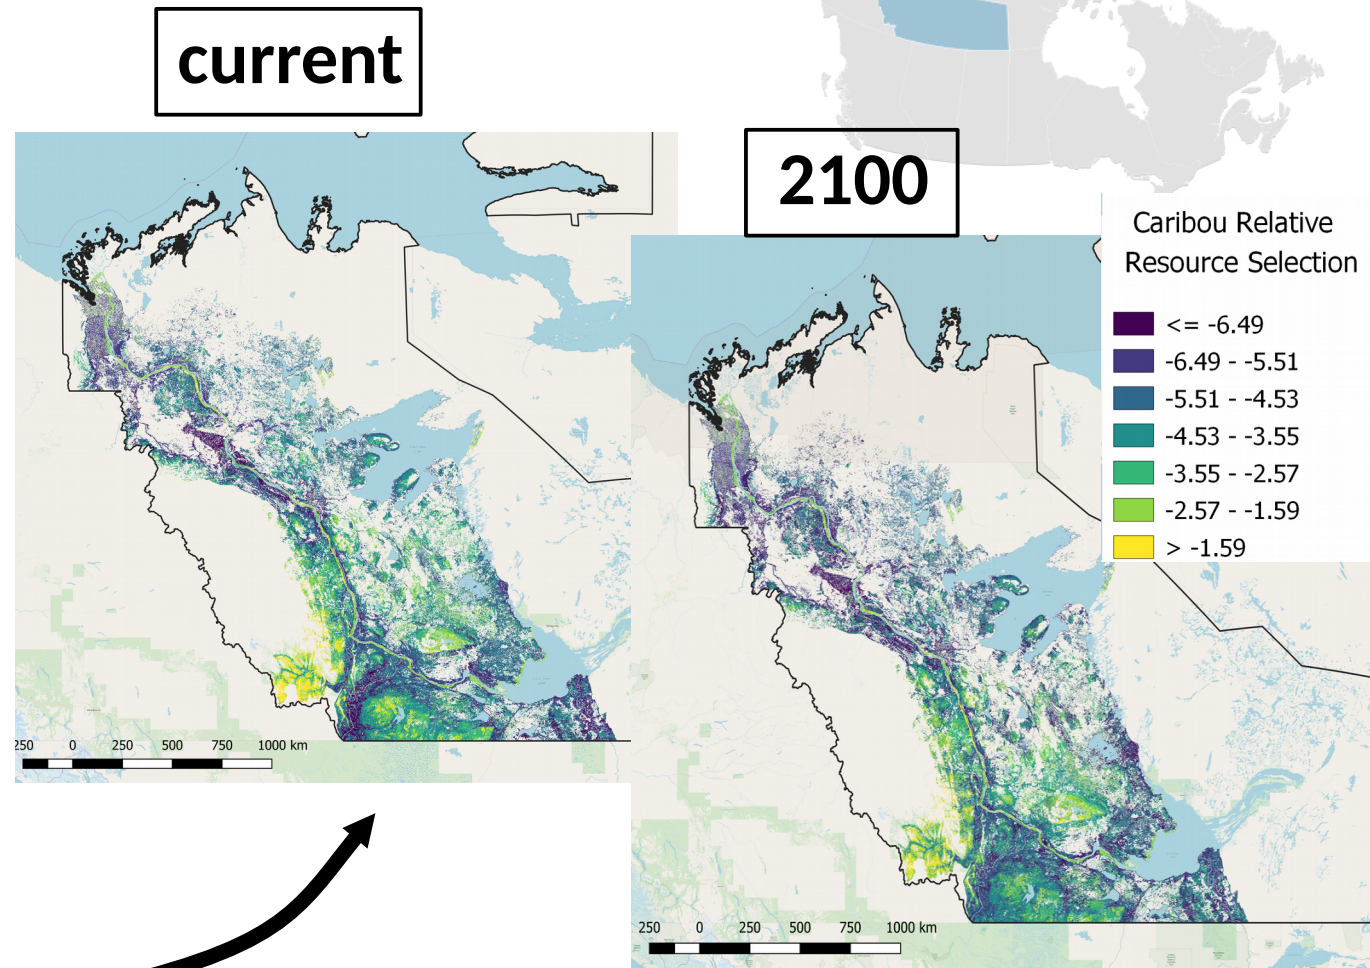 current
2100
Caribou Relative
Resource Selection
<= -6.49
-6.49 - -5.51
-5.51 - -4.53
-4.53 - -3.55
-3.55 - -2.57
-2.57 - -1.59
> -1.59
250 0 250 500 750 1000 km
250 0 250 500 750 1000 km